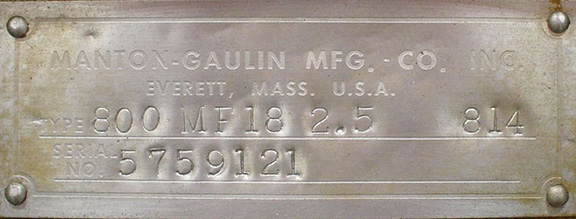 MANTON-GAULIN MFG. - CO. INC.
EVERETT, MASS. U.S.A.
TYPE 800 MF18 2.5 814
SERIAL
NO. 5759121